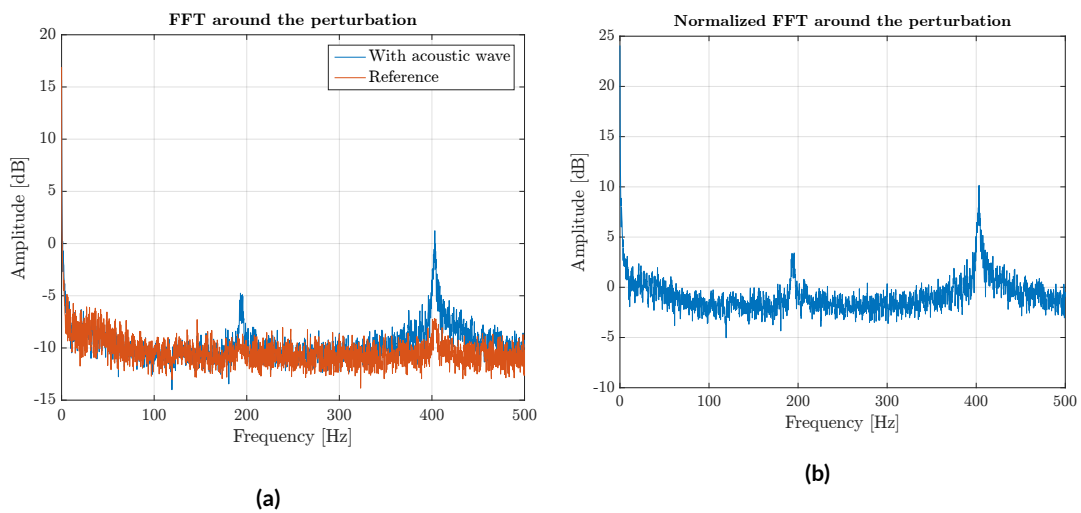 FFT around the perturbation
20
15
10
5
0
-5
-10
-15
0
100
200
300
400
500
Amplitude [dB]
Frequency [Hz]
With acoustic wave
Reference
(a)
Normalized FFT around the perturbation
25
20
15
10
5
0
-5
-10
0
100
200
300
400
500
Amplitude [dB]
Frequency [Hz]
(b)